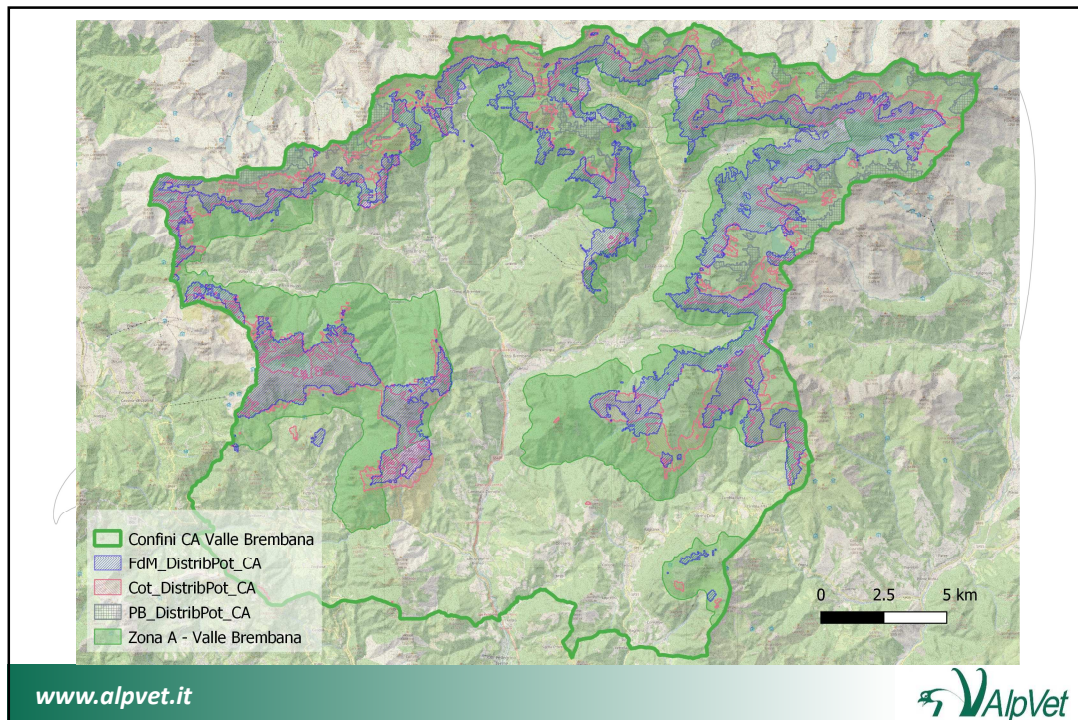 Confini CA Valle Brembana
FdM_DistribPot_CA
Cot_DistribPot_CA
PB_DistribPot_CA
Zona A - Valle Brembana
0 2.5 5 km
www.alpvet.it
AlpVet